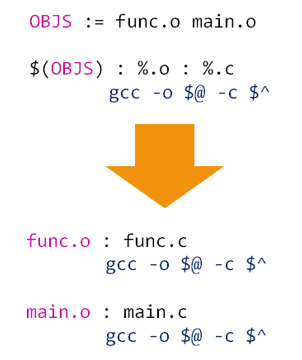 OBJS := func.o main.o
$(OBJS) : %.o : %.c
gcc -o $@ -c $^
func.o : func.c
gcc -o $@ -c $^
main.o : main.c
gcc -o $@ -c $^